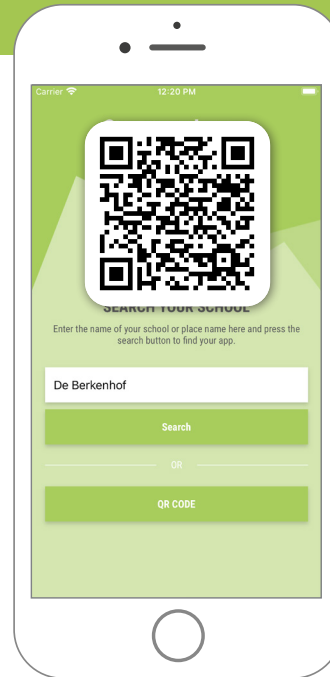 Carrier
12:20 PM
SEARCH YOUR SCHOOL
Enter the name of your school or place name here and press the
search button to find your app.
De Berkenhof
Search
OR
QR CODE